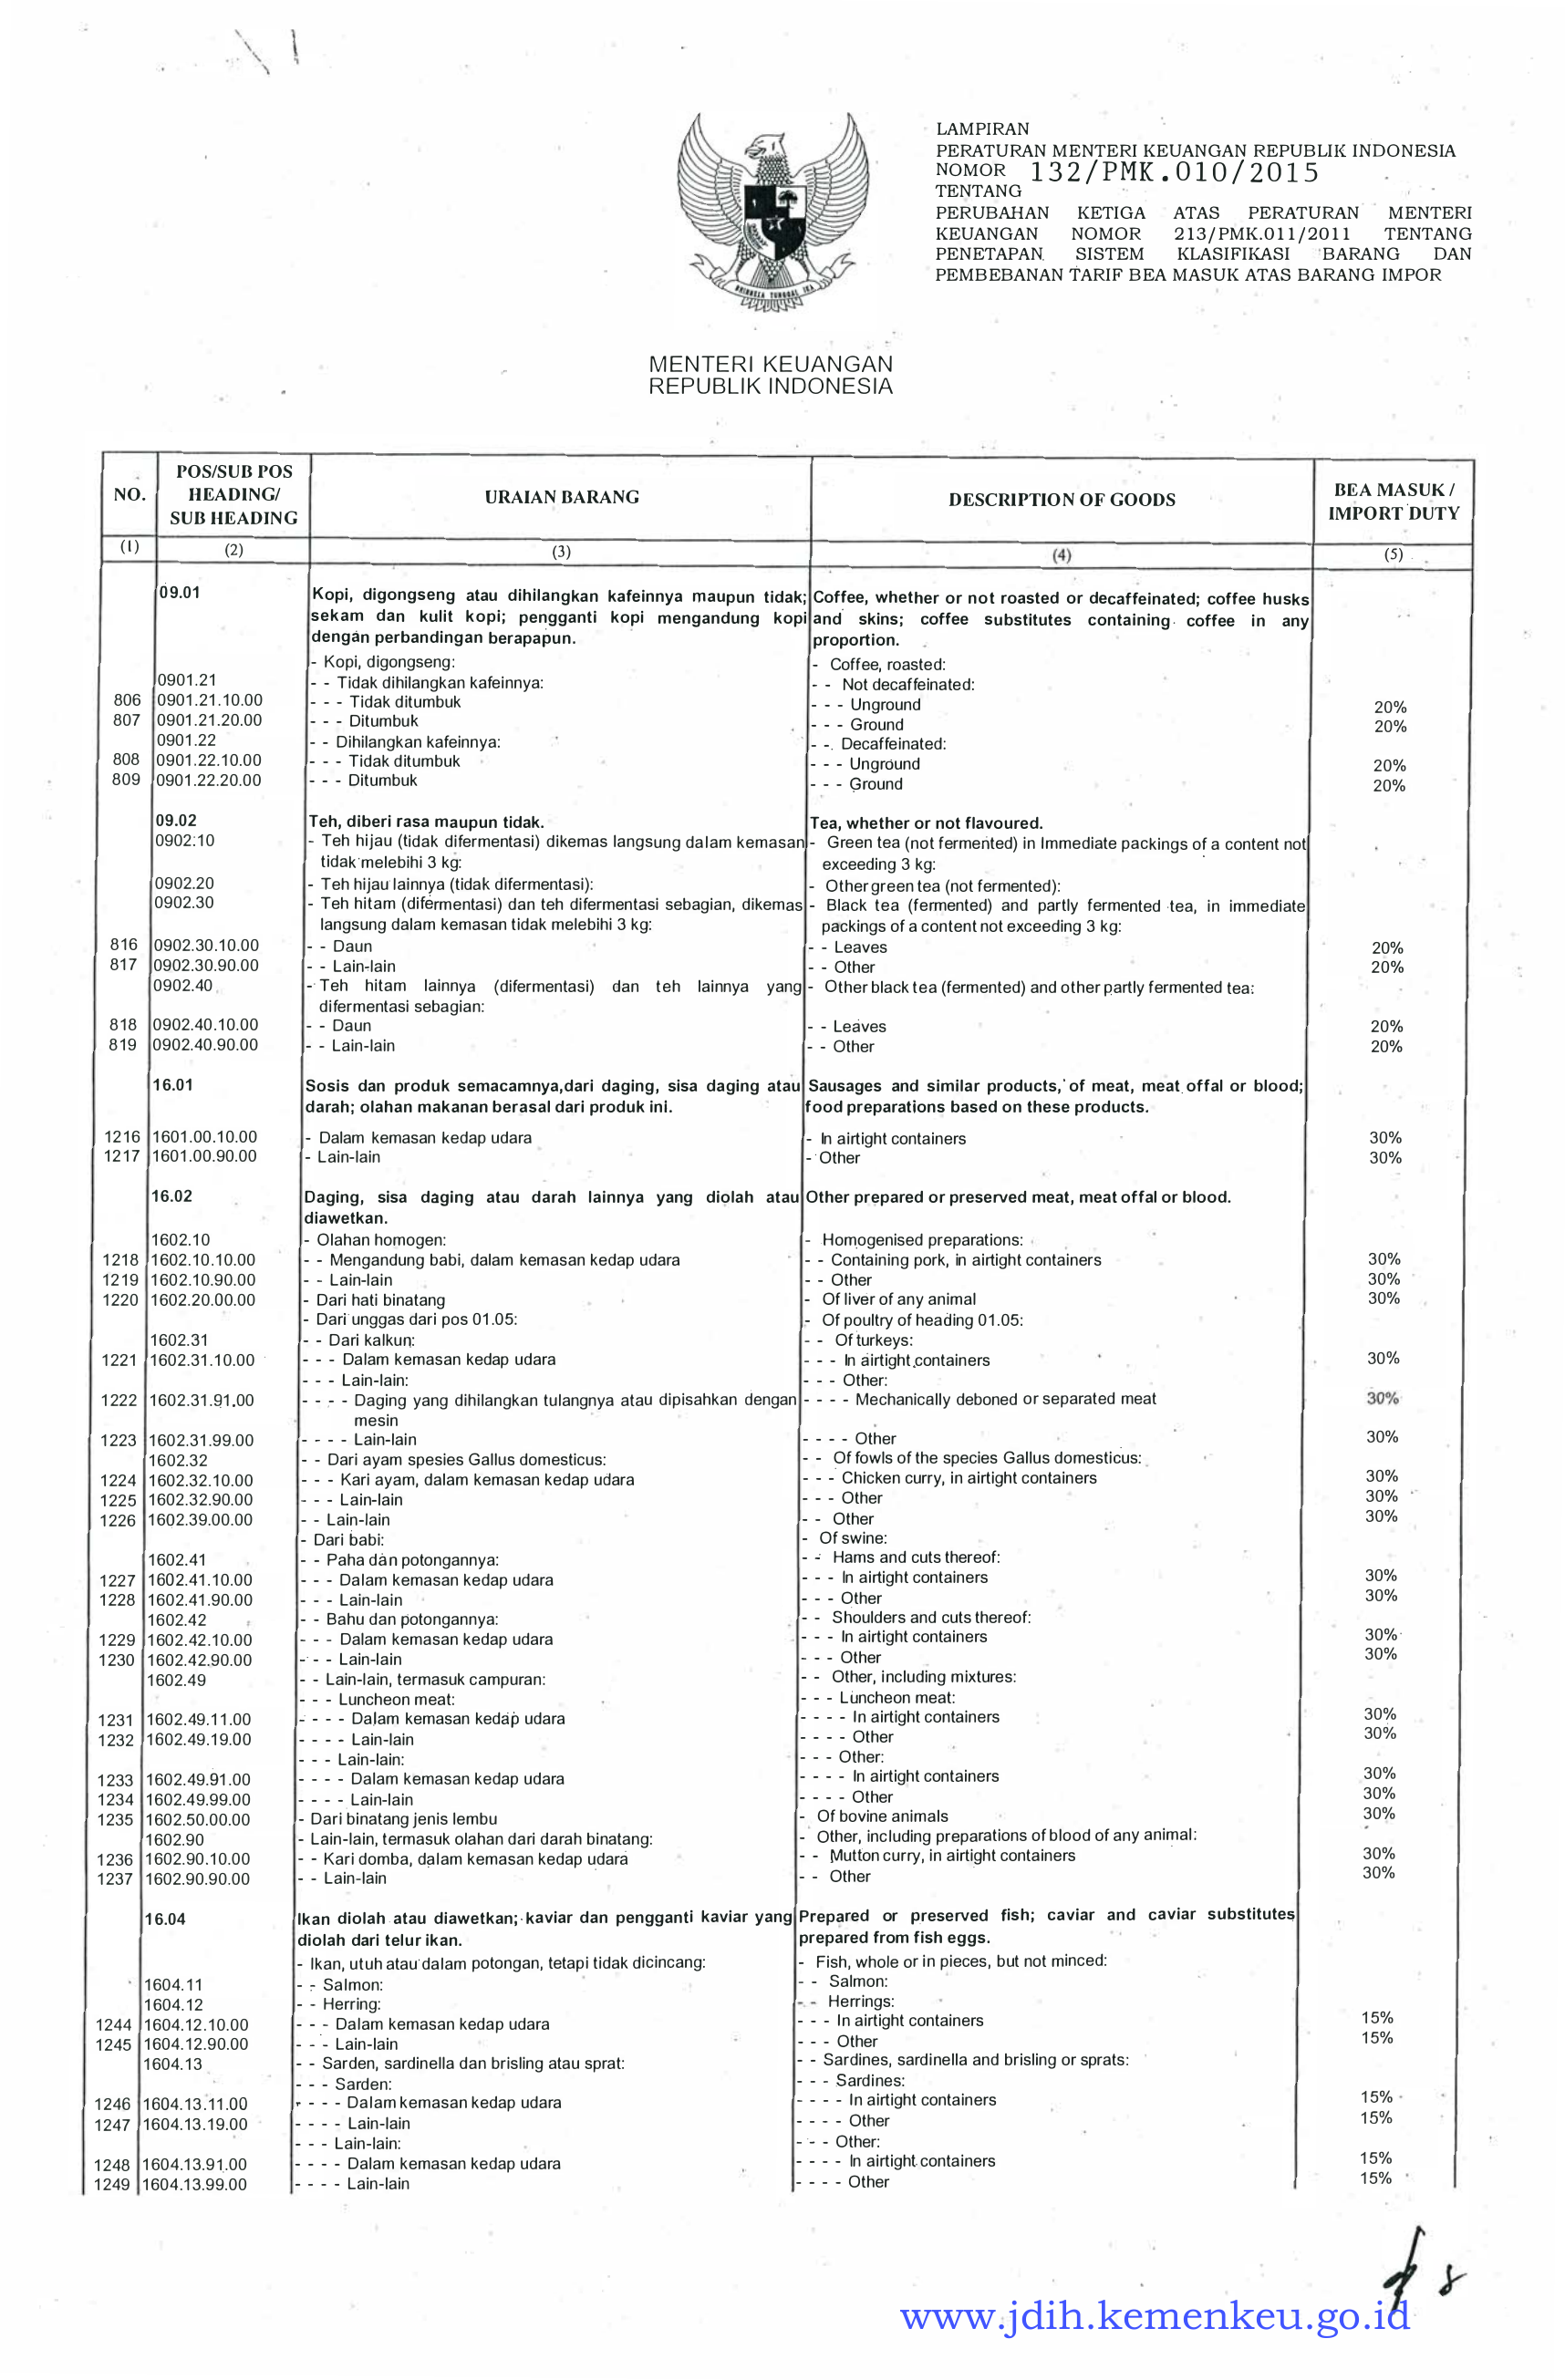 LAMPIRAN
PERATURAN MENTERI KEUANGAN REPUBLIK INDONESIA
NOMOR 132/PMK.010/2015
TENTANG
PERUBAHAN KETIGA ATAS PERATURAN MENTERI
KEUANGAN NOMOR 213/PMK.011/2011 TENTANG
PENETAPAN SISTEM KLASIFIKASI BARANG DAN
PEMBEBANAN TARIF BEA MASUK ATAS BARANG IMPOR
MENTERI KEUANGAN
REPUBLIK INDONESIA
NO. POS/SUB POS HEADING/ SUB HEADING URAIAN BARANG DESCRIPTION OF GOODS BEA MASUK / IMPORT DUTY
(1) (2) (3) (4) (5)
09.01 Kopi, digongseng atau dihilangkan kafeinnya maupun tidak; Coffee, whether or not roasted or decaffeinated; coffee husks
sekam dan kulit kopi; pengganti kopi mengandung kopi and skins; coffee substitutes containing coffee in any
dengan perbandingan berapapun. proportion.
- Kopi, digongseng: - Coffee, roasted:
0901.21 - - Tidak dihilangkan kafeinnya: - - Not decaffeinated:
806 0901.21.10.00 - - - Tidak ditumbuk - - - Unground 20%
807 0901.21.20.00 - - - Ditumbuk - - - Ground 20%
0901.22 - - Dihilangkan kafeinnya: - - Decaffeinated:
808 0901.22.10.00 - - - Tidak ditumbuk - - - Unground 20%
809 0901.22.20.00 - - - Ditumbuk - - - Ground 20%
09.02 Teh, diberi rasa maupun tidak. Tea, whether or not flavoured.
0902.10 - Teh hijau (tidak difermentasi) dikemas langsung dalam kemasan - Green tea (not fermented) in Immediate packings of a content not
tidak melebihi 3 kg: exceeding 3 kg:
0902.20 - Teh hijau lainnya (tidak difermentasi): - Other green tea (not fermented):
0902.30 - Teh hitam (difermentasi) dan teh difermentasi sebagian, dikemas - Black tea (fermented) and partly fermented tea, in immediate
langsung dalam kemasan tidak melebihi 3 kg: packings of a content not exceeding 3 kg:
816 0902.30.10.00 - - Daun - - Leaves 20%
817 0902.30.90.00 - - Lain-lain - - Other 20%
0902.40 - Teh hitam lainnya (difermentasi) dan teh lainnya yang - Other black tea (fermented) and other partly fermented tea:
difermentasi sebagian:
818 0902.40.10.00 - - Daun - - Leaves 20%
819 0902.40.90.00 - - Lain-lain - - Other 20%
16.01 Sosis dan produk semacamnya,dari daging, sisa daging atau Sausages and similar products, of meat, meat offal or blood;
darah; olahan makanan berasal dari produk ini. food preparations based on these products.
1216 1601.00.10.00 - Dalam kemasan kedap udara - In airtight containers 30%
1217 1601.00.90.00 - Lain-lain - Other 30%
16.02 Daging, sisa daging atau darah lainnya yang diolah atau Other prepared or preserved meat, meat offal or blood.
diawetkan.
1602.10 - Olahan homogen: - Homogenised preparations:
1218 1602.10.10.00 - - Mengandung babi, dalam kemasan kedap udara - - Containing pork, in airtight containers 30%
1219 1602.10.90.00 - - Lain-lain - - Other 30%
1220 1602.20.00.00 - Dari hati binatang - Of liver of any animal 30%
- Dari unggas dari pos 01.05: - Of poultry of heading 01.05:
1602.31 - - Dari kalkun: - - Of turkeys:
1221 1602.31.10.00 - - - Dalam kemasan kedap udara - - - In airtight containers 30%
- - - Lain-lain: - - - Other:
1222 1602.31.91.00 - - - - Daging yang dihilangkan tulangnya atau dipisahkan dengan - - - - Mechanically deboned or separated meat 30%
mesin
1223 1602.31.99.00 - - - - Lain-lain - - - - Other 30%
1602.32 - - Dari ayam spesies Gallus domesticus: - - Of fowls of the species Gallus domesticus:
1224 1602.32.10.00 - - - Kari ayam, dalam kemasan kedap udara - - - Chicken curry, in airtight containers 30%
1225 1602.32.90.00 - - - Lain-lain - - - Other 30%
1226 1602.39.00.00 - - Lain-lain - - Other 30%
- Dari babi: - Of swine:
1602.41 - - Paha dan potongannya: - - Hams and cuts thereof:
1227 1602.41.10.00 - - - Dalam kemasan kedap udara - - - In airtight containers 30%
1228 1602.41.90.00 - - - Lain-lain - - - Other 30%
1602.42 - - Bahu dan potongannya: - - Shoulders and cuts thereof:
1229 1602.42.10.00 - - - Dalam kemasan kedap udara - - - In airtight containers 30%
1230 1602.42.90.00 - - - Lain-lain - - - Other 30%
1602.49 - - Lain-lain, termasuk campuran: - - Other, including mixtures:
- - - Luncheon meat: - - - Luncheon meat:
1231 1602.49.11.00 - - - - Dalam kemasan kedap udara - - - - In airtight containers 30%
1232 1602.49.19.00 - - - - Lain-lain - - - - Other 30%
- - - Lain-lain: - - - Other:
1233 1602.49.91.00 - - - - Dalam kemasan kedap udara - - - - In airtight containers 30%
1234 1602.49.99.00 - - - - Lain-lain - - - - Other 30%
1235 1602.50.00.00 - Dari binatang jenis lembu - Of bovine animals 30%
1602.90 - Lain-lain, termasuk olahan dari darah binatang: - Other, including preparations of blood of any animal:
1236 1602.90.10.00 - - Kari domba, dalam kemasan kedap udara - - Mutton curry, in airtight containers 30%
1237 1602.90.90.00 - - Lain-lain - - Other 30%
16.04 Ikan diolah atau diawetkan; kaviar dan pengganti kaviar yang Prepared or preserved fish; caviar and caviar substitutes
diolah dari telur ikan. prepared from fish eggs.
- Ikan, utuh atau dalam potongan, tetapi tidak dicincang: - Fish, whole or in pieces, but not minced:
1604.11 - - Salmon: - - Salmon:
1604.12 - - Herring: - - Herrings:
1244 1604.12.10.00 - - - Dalam kemasan kedap udara - - - In airtight containers 15%
1245 1604.12.90.00 - - - Lain-lain - - - Other 15%
1604.13 - - Sarden, sardinella dan brisling atau sprat: - - Sardines, sardinella and brisling or sprats:
- - - Sarden: - - - Sardines:
1246 1604.13.11.00 - - - - Dalam kemasan kedap udara - - - - In airtight containers 15%
1247 1604.13.19.00 - - - - Lain-lain - - - - Other 15%
- - - Lain-lain: - - - Other:
1248 1604.13.91.00 - - - - Dalam kemasan kedap udara - - - - In airtight containers 15%
1249 1604.13.99.00 - - - - Lain-lain - - - - Other 15%
www.jdih.kemenkeu.go.id